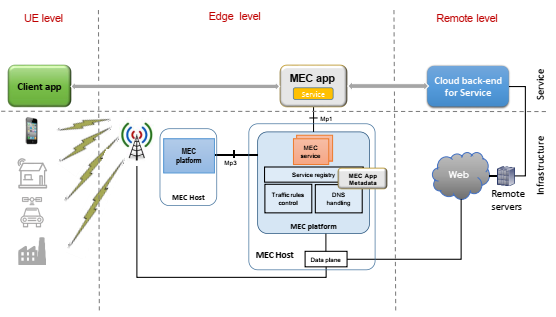 UE level
Edge level
Remote level
Client app
MEC app
Service
Cloud back-end
for Service
Service
Mp1
MEC
platform
Mp3
MEC Host
MEC
service
Service registry
MEC App
Metadata
Traffic rules
control
DNS
handling
MEC platform
MEC Host
Data plane
Web
Remote
servers
Infrastructure